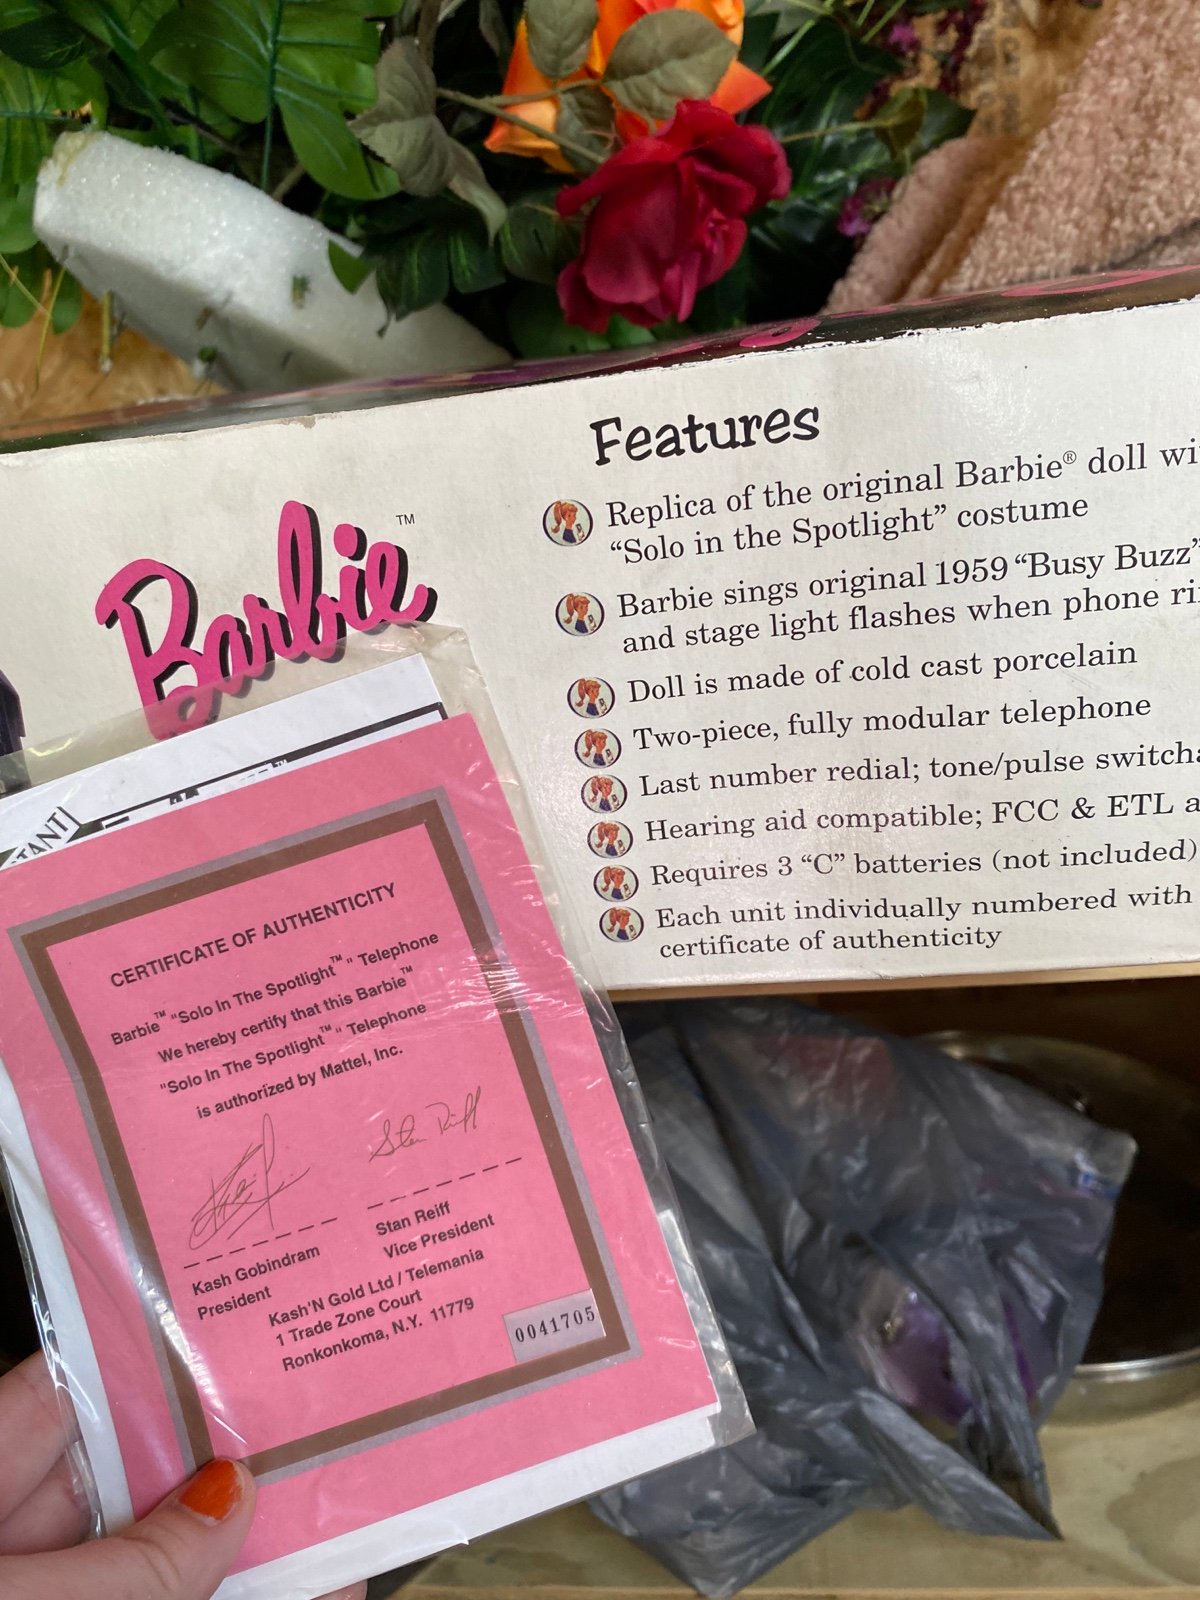 Features
Replica of the original Barbie® doll
"Solo in the Spotlight" costume
Barbie sings original 1959 "Busy Buzz"
and stage light flashes when phone
Doll is made of cold cast porcelain
Two-piece, fully modular telephone
Last number redial; tone/pulse
Hearing aid compatible; FCC & ETL
Requires 3 "C" batteries (not included)
Each unit individually numbered with
certificate of authenticity
Barbie™
CERTIFICATE OF AUTHENTICITY
Barbie™ "Solo In The Spotlight™" Telephone
We hereby certify that this Barbie™
"Solo In The Spotlight™" Telephone
is authorized by Mattel, Inc.
Stan Reiff
Kash Gobindram
President
Stan Reiff
Vice President
Kash'N Gold Ltd / Telemania
1 Trade Zone Court
Ronkonkoma, N.Y. 11779
0041705